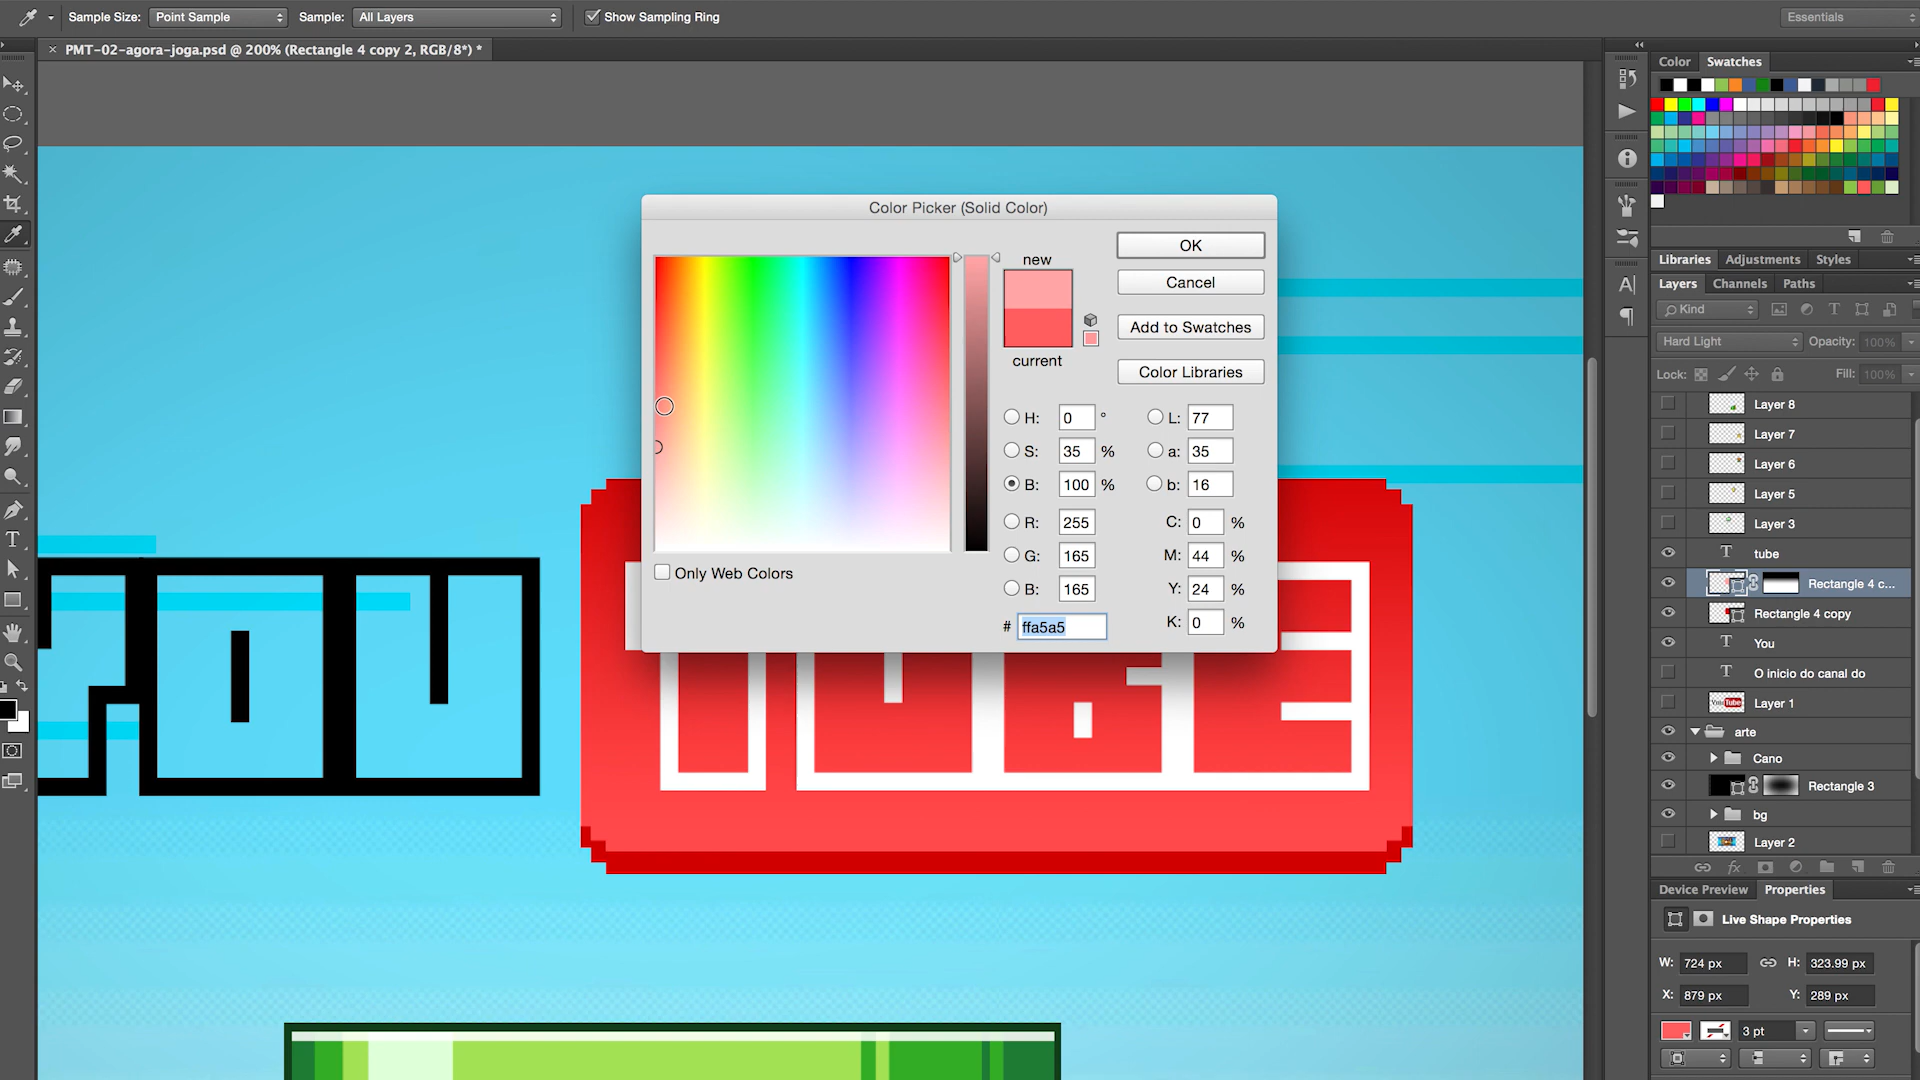 Sample Size: Point Sample Sample: All Layers Show Sampling Ring Essentials
× PMT-02-agora-joga.psd @ 200% (Rectangle 4 copy 2, RGB/8*) *
Color Swatches
Color Picker (Solid Color)
new
current
OK
Cancel
Add to Swatches
Color Libraries
H: 0 ° L: 77
S: 35 % a: 35
B: 100 % b: 16
R: 255 C: 0 %
G: 165 M: 44 %
B: 165 Y: 24 %
# ffa5a5 K: 0 %
Only Web Colors
YOU
TUBE
Libraries Adjustments Styles
Layers Channels Paths
Kind T
Hard Light Opacity: 100%
Lock: Fill: 100%
Layer 8
Layer 7
Layer 6
Layer 5
Layer 3
T tube
Rectangle 4 c...
Rectangle 4 copy
T You
T O inicio do canal do
You Tube Layer 1
arte
Cano
Rectangle 3
bg
Layer 2
fx
Device Preview Properties
Live Shape Properties
W: 724 px H: 323.99 px
X: 879 px Y: 289 px
3 pt